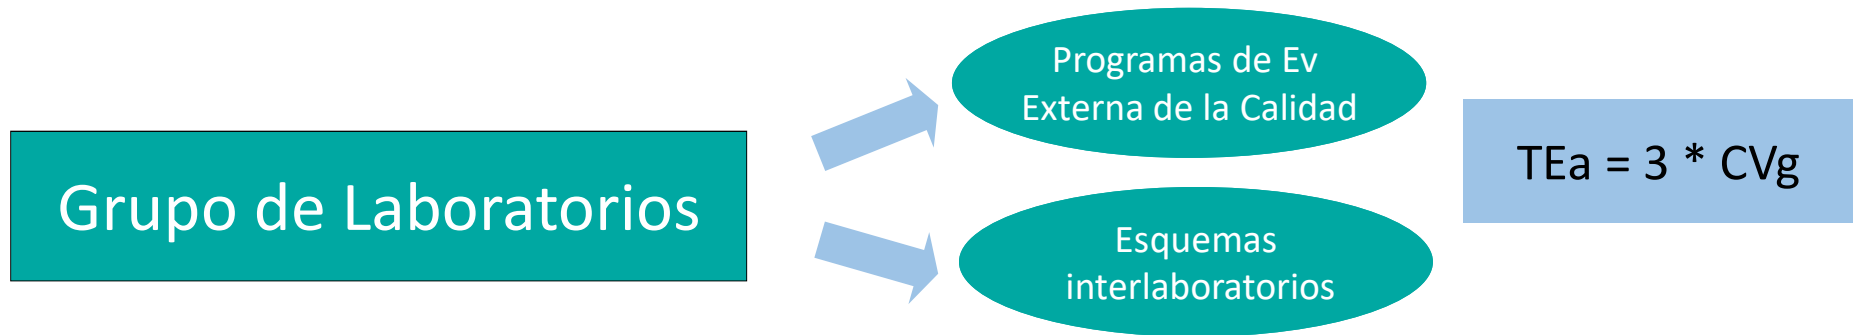 Grupo de Laboratorios
Programas de Ev
Externa de la Calidad
Esquemas
interlaboratorios
TEa = 3 * CVg